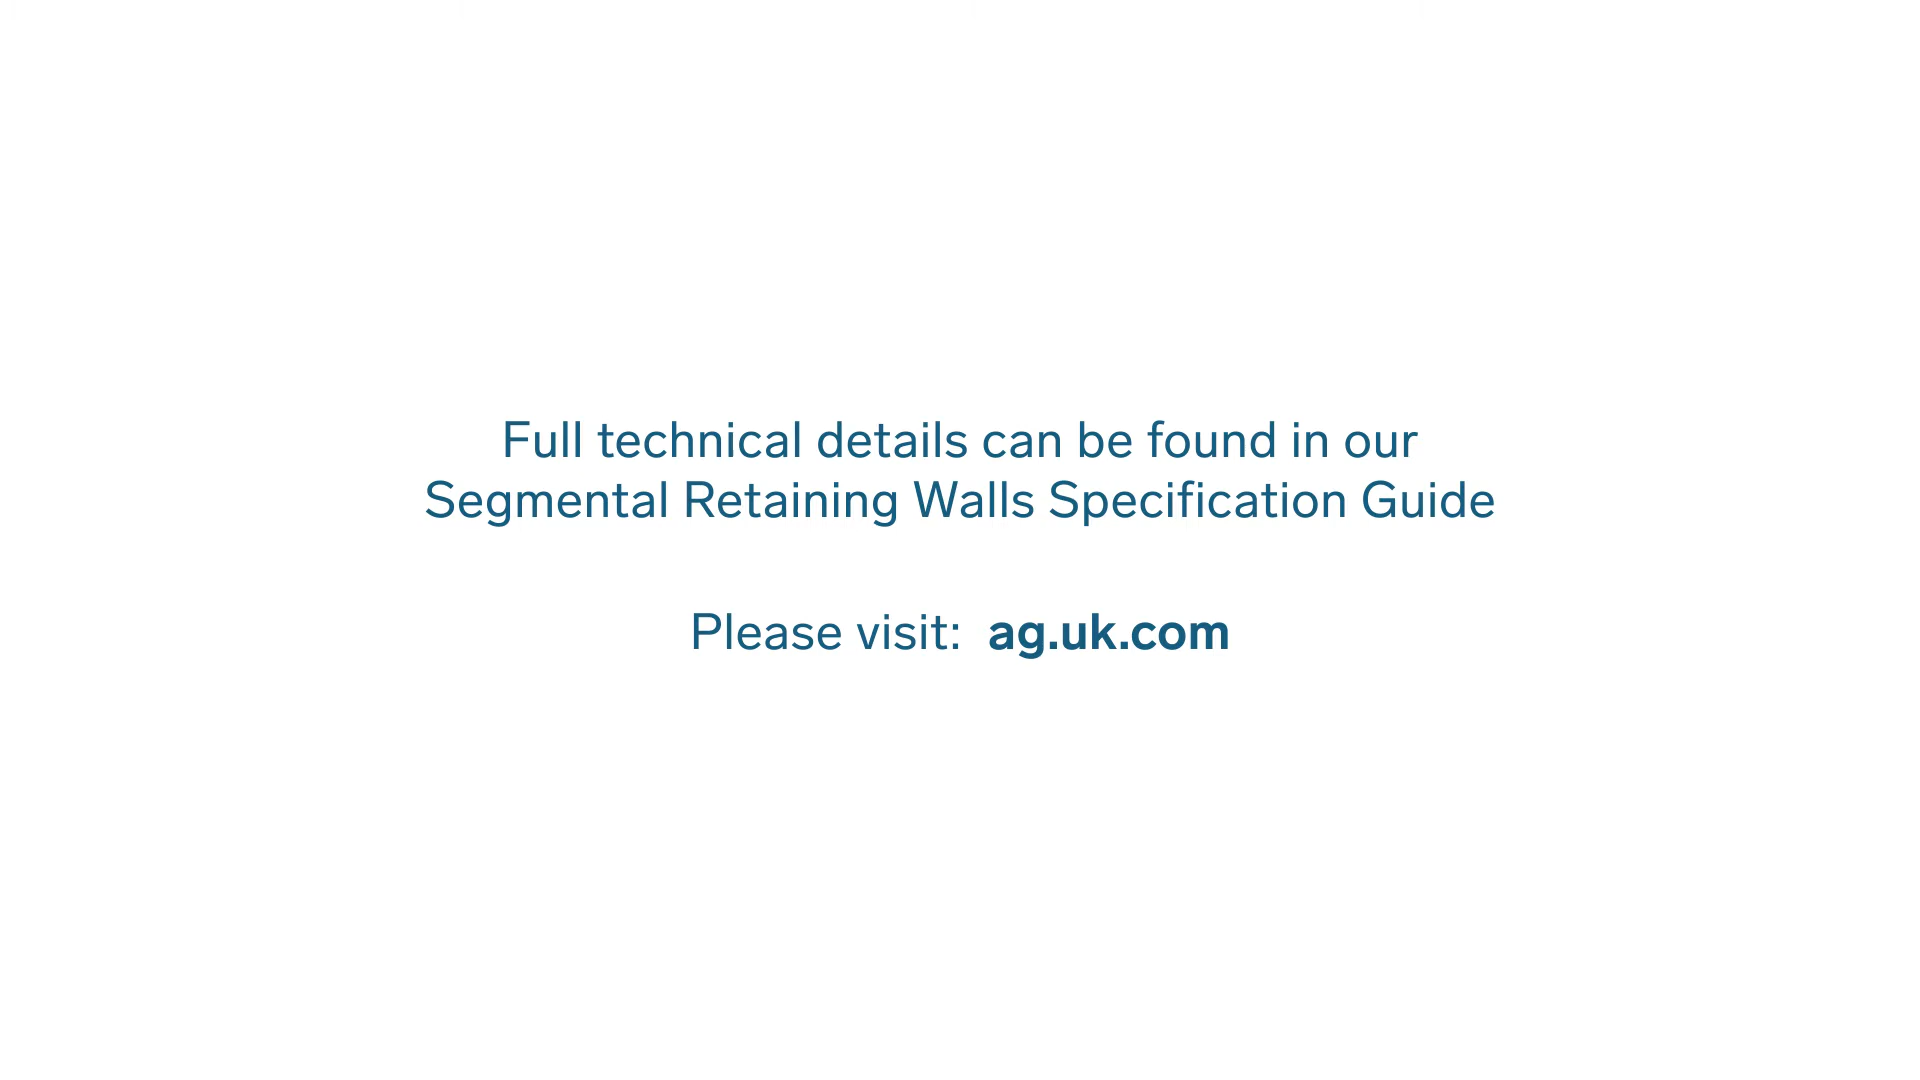 Full technical details can be found in our
Segmental Retaining Walls Specification Guide
Please visit: ag.uk.com